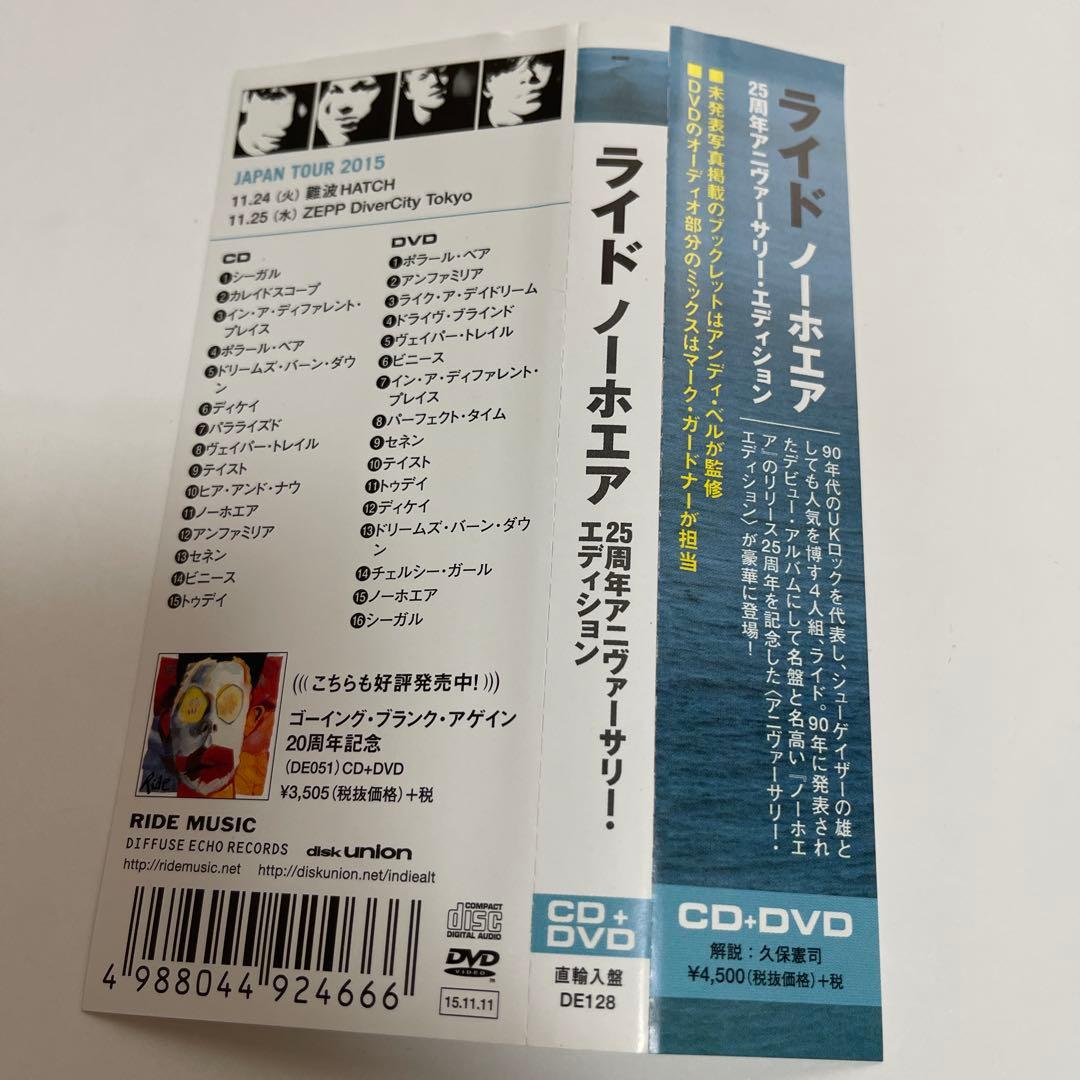 JAPAN TOUR 2015
11.24（火）難波HATCH
11.25（水）ZEPP DiverCity Tokyo
CD
❶シーガル
❷カレイドスコープ
❸イン・ア・ディファレント・
プレイス
❹ポラール・ベア
❺ドリームズ・バーン・ダウ
ン
❻ディケイ
❼パラライズド
❽ヴェイパー・トレイル
❾テイスト
❿ヒア・アンド・ナウ
⓫ノーホエア
⓬アンファミリア
⓭セネン
⓮ビニース
⓯トゥデイ
DVD
❶ポラール・ベア
❷アンファミリア
❸ライク・ア・デイドリーム
❹ドライヴ・ブラインド
❺ヴェイパー・トレイル
❻ビニース
❼イン・ア・ディファレント・
プレイス
❽パーフェクト・タイム
❾セネン
❿テイスト
⓫トゥデイ
⓬ディケイ
⓭ドリームズ・バーン・ダウ
ン
⓮チェルシー・ガール
⓯ノーホエア
⓰シーガル
Ride
(((こちらも好評発売中!)))
ゴーイング・ブランク・アゲイン
20周年記念
(DE051) CD+DVD
¥3,505(税抜価格)+税
RIDE MUSIC
DIFFUSE ECHO RECORDS
disk union
http://ridemusic.net
http://diskunion.net/indiealt
4 988044 924666
COMPACT
disc
DIGITAL AUDIO
DVD
VIDEO
15.11.11
ライド ノーホエア
25周年アニヴァーサリー・
エディション
CD+
DVD
直輸入盤
DE128
ライド ノーホエア
25周年アニヴァーサリー・エディション
■未発表写真掲載のブックレットはアンディ・ベルが監修
■DVDのオーディオ部分のミックスはマーク・ガードナーが担当
90年代のUKロックを代表し、シューゲイザーの雄と
しても人気を博す4人組、ライド。90年に発表され
たデビュー・アルバムにして名盤と名高い『ノーホエ
ア』のリリース25周年を記念した〈アニヴァーサリー・
エディション〉が豪華に登場!
CD+DVD
解説：久保憲司
¥4,500(税抜価格)+税